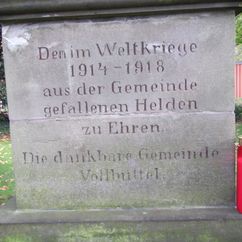 Den im Weltkriege
1914 - 1918
aus der Gemeinde
gefallenen Helden
zu Ehren.
Die dankbare Gemeinde
Vollbüttel.